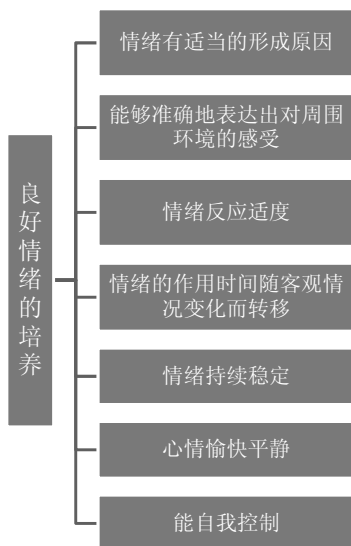 良好情绪的培养
情绪有适当的形成原因
能够准确地表达出对周围
环境的感受
情绪反应适度
情绪的作用时间随客观情
况变化而转移
情绪持续稳定
心情愉快平静
能自我控制